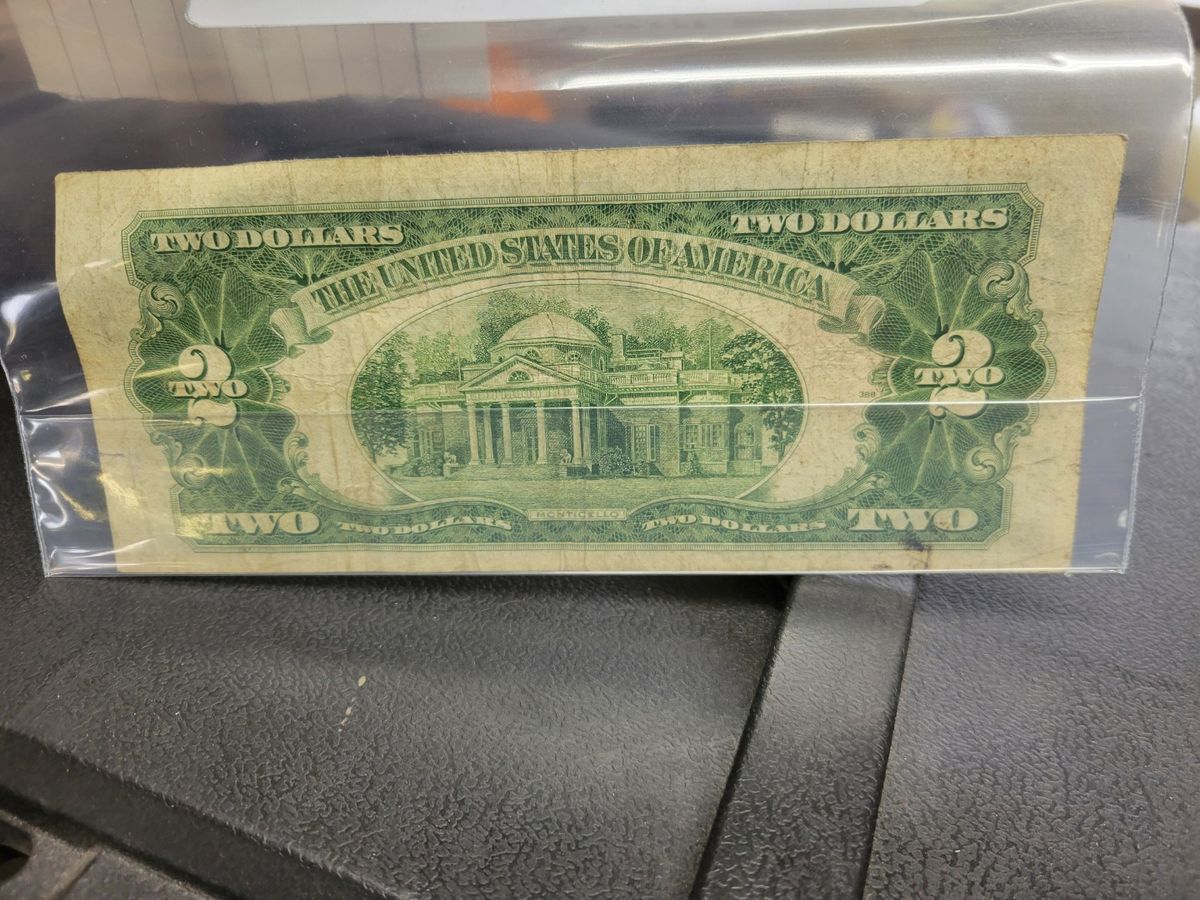 TWO DOLLARS TWO DOLLARS
THE UNITED STATES OF AMERICA
2 2
TWO TWO
388
TWO TWO DOLLARS MONTICELLO TWO DOLLARS TWO